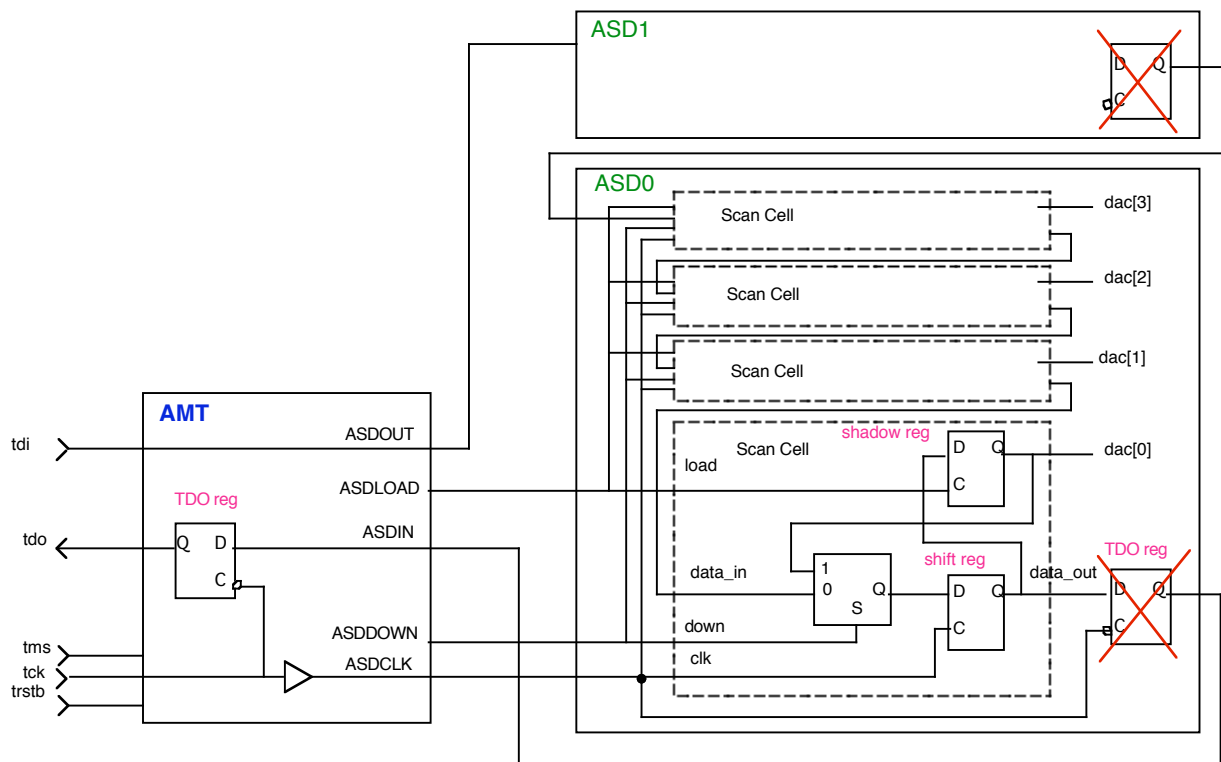 ASD1
D Q
C
ASD0
Scan Cell
dac[3]
Scan Cell
dac[2]
Scan Cell
dac[1]
AMT
tdi
ASDOUT
ASDLOAD
TDO reg
tdo
Q D
C
ASDIN
tms
ASDDOWN
tck
ASDCLK
trstb
shadow reg
Scan Cell
load
D Q
C
dac[0]
data_in
1
0
Q
S
down
clk
shift reg
D Q
C
data_out
TDO reg
D Q
C